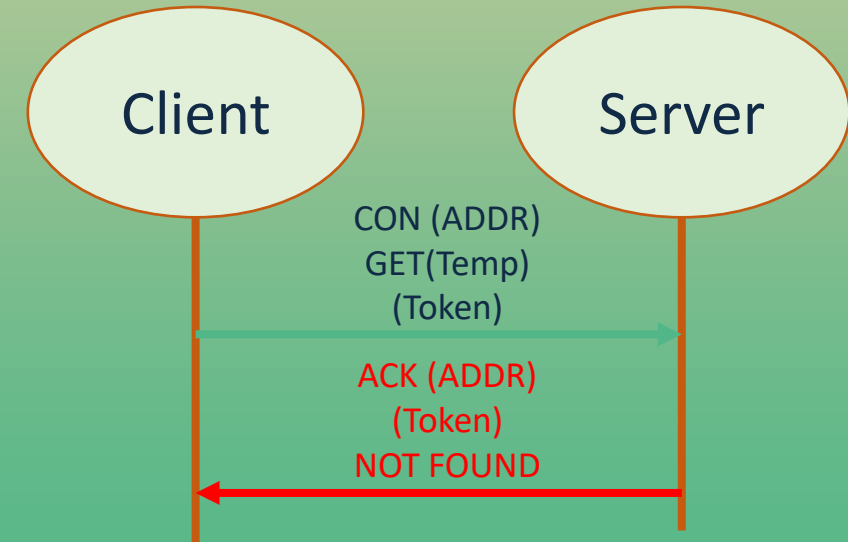 Client
Server
CON (ADDR)
GET(Temp)
(Token)
ACK (ADDR)
(Token)
NOT FOUND